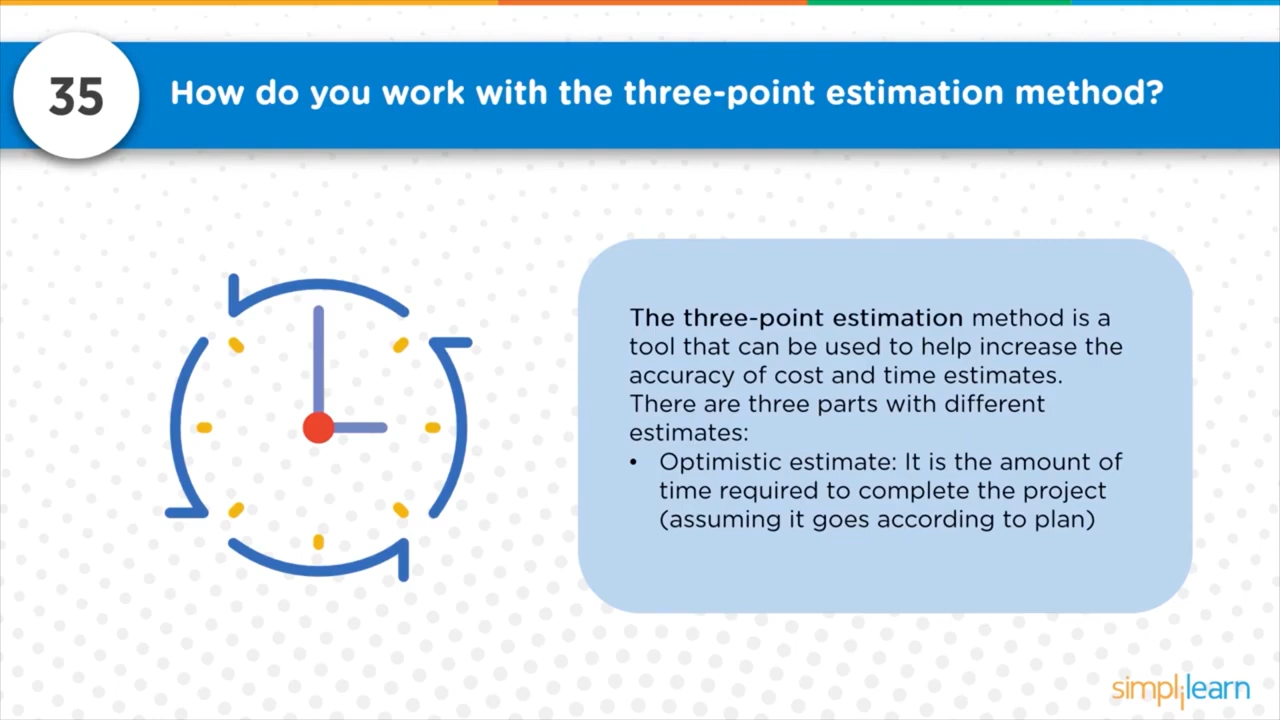 35
How do you work with the three-point estimation method?
The three-point estimation method is a
tool that can be used to help increase the
accuracy of cost and time estimates.
There are three parts with different
estimates:
• Optimistic estimate: It is the amount of
time required to complete the project
(assuming it goes according to plan)
simplilearn